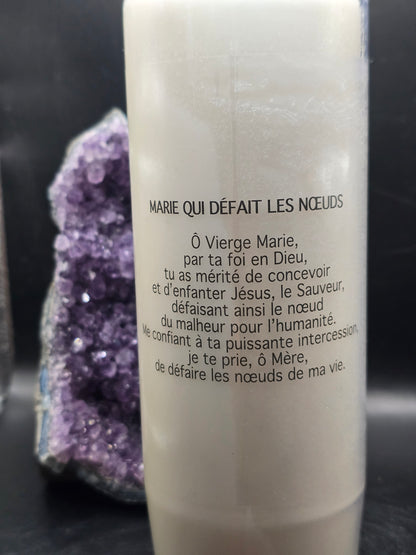 MARIE QUI DÉFAIT LES NŒUDS
Ô Vierge Marie,
par ta foi en Dieu,
tu as mérité de concevoir
et d'enfanter Jésus, le Sauveur,
défaisant ainsi le nœud
du malheur pour l'humanité.
Me confiant à ta puissante intercession,
je te prie, ô Mère,
de défaire les nœuds de ma vie.